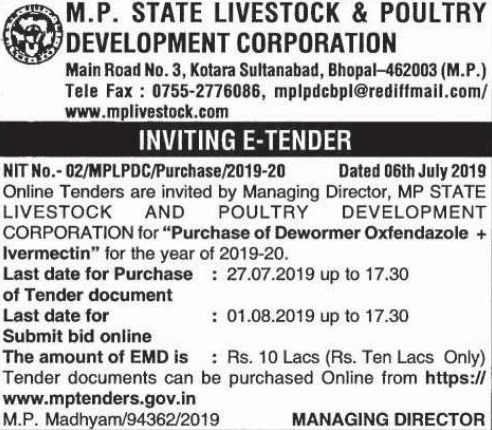 M.P. STATE LIVESTOCK & POULTRY
DEVELOPMENT CORPORATION
Main Road No. 3, Kotara Sultanabad, Bhopal–462003 (M.P.)
Tele Fax : 0755-2776086, mplpdcbpl@rediffmail.com/
www.mplivestock.com
INVITING E-TENDER
NIT No.- 02/MPLPDC/Purchase/2019-20 Dated 06th July 2019
Online Tenders are invited by Managing Director, MP STATE
LIVESTOCK AND POULTRY DEVELOPMENT
CORPORATION for "Purchase of Dewormer Oxfendazole +
Ivermectin" for the year of 2019-20.
Last date for Purchase : 27.07.2019 up to 17.30
of Tender document
Last date for : 01.08.2019 up to 17.30
Submit bid online
The amount of EMD is : Rs. 10 Lacs (Rs. Ten Lacs Only)
Tender documents can be purchased Online from https://
www.mptenders.gov.in
M.P. Madhyam/94362/2019 MANAGING DIRECTOR